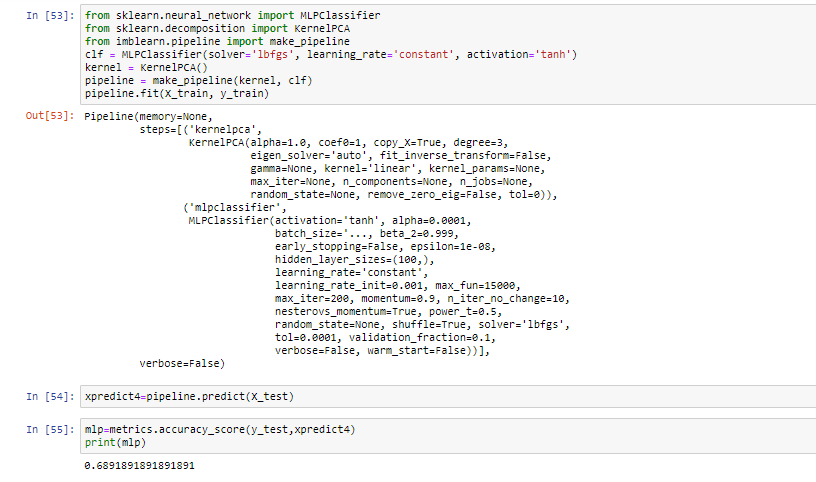 In [53]: from sklearn.neural_network import MLPClassifier
from sklearn.decomposition import KernelPCA
from imblearn.pipeline import make_pipeline
clf = MLPClassifier(solver='lbfgs', learning_rate='constant', activation='tanh')
kernel = KernelPCA()
pipeline = make_pipeline(kernel, clf)
pipeline.fit(X_train, y_train)
Out[53]: Pipeline(memory=None,
steps=[('kernelpca',
KernelPCA(alpha=1.0, coef0=1, copy_X=True, degree=3,
eigen_solver='auto', fit_inverse_transform=False,
gamma=None, kernel='linear', kernel_params=None,
max_iter=None, n_components=None, n_jobs=None,
random_state=None, remove_zero_eig=False, tol=0)),
('mlpclassifier',
MLPClassifier(activation='tanh', alpha=0.0001,
batch_size='..., beta_2=0.999,
early_stopping=False, epsilon=1e-08,
hidden_layer_sizes=(100,),
learning_rate='constant',
learning_rate_init=0.001, max_fun=15000,
max_iter=200, momentum=0.9, n_iter_no_change=10,
nesterovs_momentum=True, power_t=0.5,
random_state=None, shuffle=True, solver='lbfgs',
tol=0.0001, validation_fraction=0.1,
verbose=False, warm_start=False))],
verbose=False)
In [54]: xpredict4=pipeline.predict(X_test)
In [55]: mlp=metrics.accuracy_score(y_test,xpredict4)
print(mlp)
0.6891891891891891